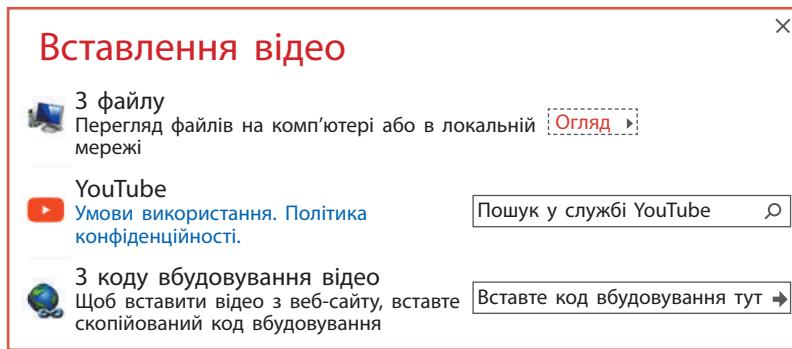 Вставлення відео
З файлу
Перегляд файлів на комп'ютері або в локальній Огляд
мережі
YouTube
Умови використання. Політика
конфіденційності.
Пошук у службі YouTube
З коду вбудовування відео
Щоб вставити відео з веб-сайту, вставте
скопійований код вбудовування
Вставте код вбудовування тут